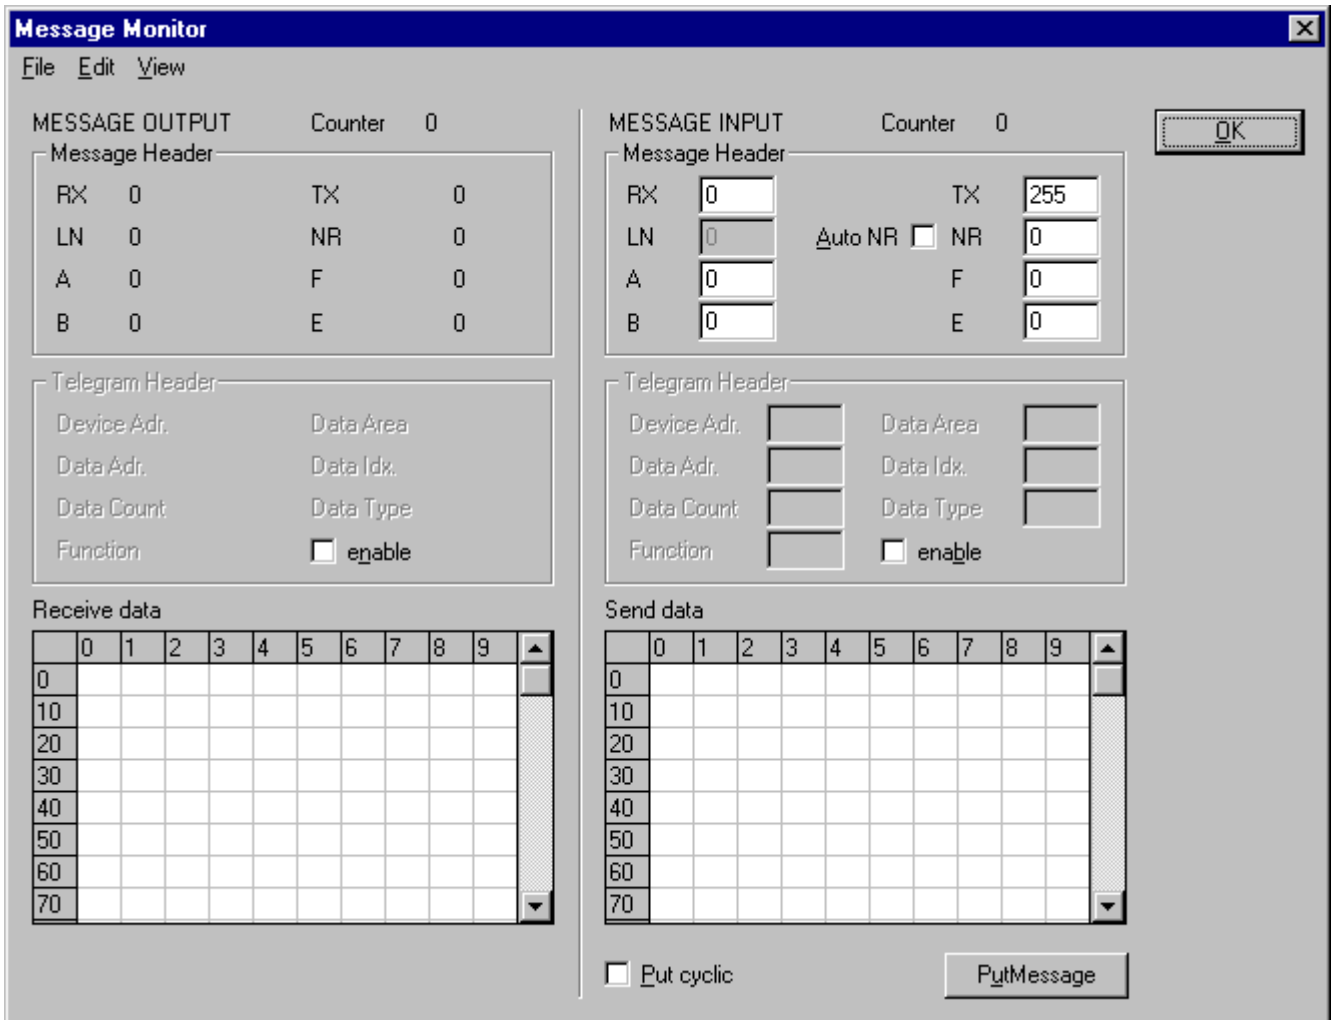 Message Monitor
File Edit View
MESSAGE OUTPUT Counter 0
Message Header
RX 0 TX 0
LN 0 NR 0
A 0 F 0
B 0 E 0
Telegram Header
Device Adr. Data Area
Data Adr. Data Idx.
Data Count Data Type
Function enable
Receive data
0 1 2 3 4 5 6 7 8 9
0
10
20
30
40
50
60
70
MESSAGE INPUT Counter 0
Message Header
RX 0 TX 255
LN 0 Auto NR NR 0
A 0 F 0
B 0 E 0
Telegram Header
Device Adr. Data Area
Data Adr. Data Idx.
Data Count Data Type
Function enable
Send data
0 1 2 3 4 5 6 7 8 9
0
10
20
30
40
50
60
70
Put cyclic PutMessage
OK